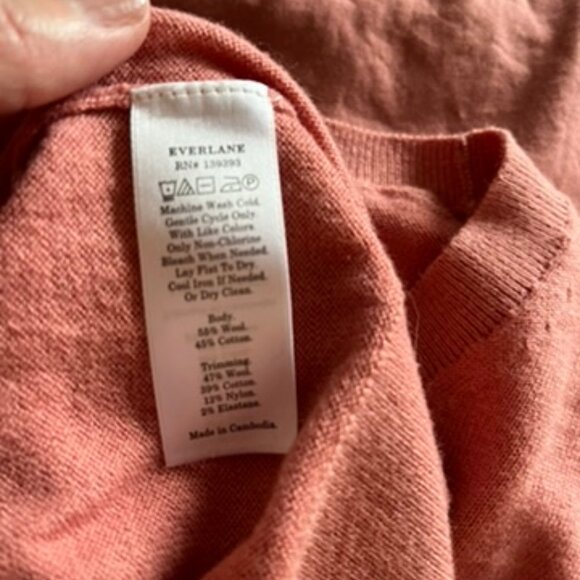 EVERLANE
RN# 139393
Machine Wash Cold.
Gentle Cycle Only
With Like Colors
Only Non-Chlorine
Bleach When Needed.
Lay Flat To Dry.
Cool Iron If Needed.
Or Dry Clean.
Body.
55% Wool.
45% Cotton.
Trimming.
47% Wool.
39% Cotton.
12% Nylon.
2% Elastane.
Made in Cambodia.